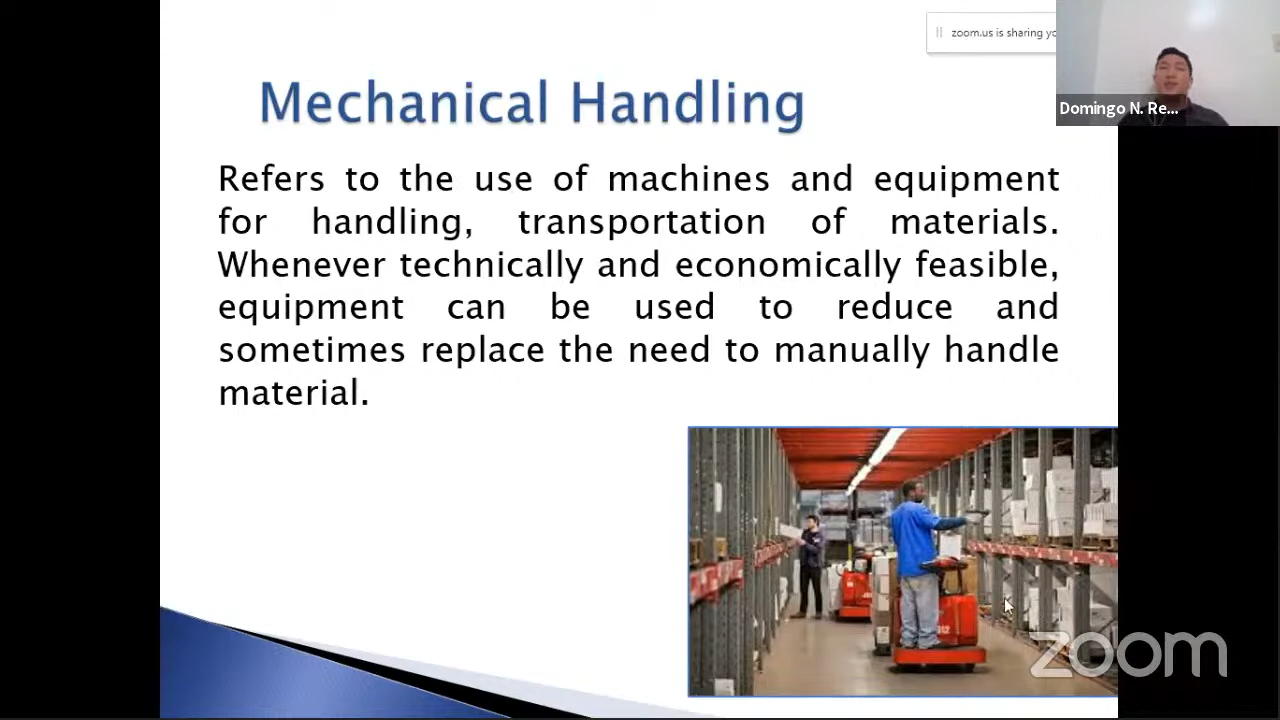 zoom.us is sharing yo
Domingo N. Re...
Mechanical Handling
Refers to the use of machines and equipment
for handling, transportation of materials.
Whenever technically and economically feasible,
equipment can be used to reduce and
sometimes replace the need to manually handle
material.
zoom